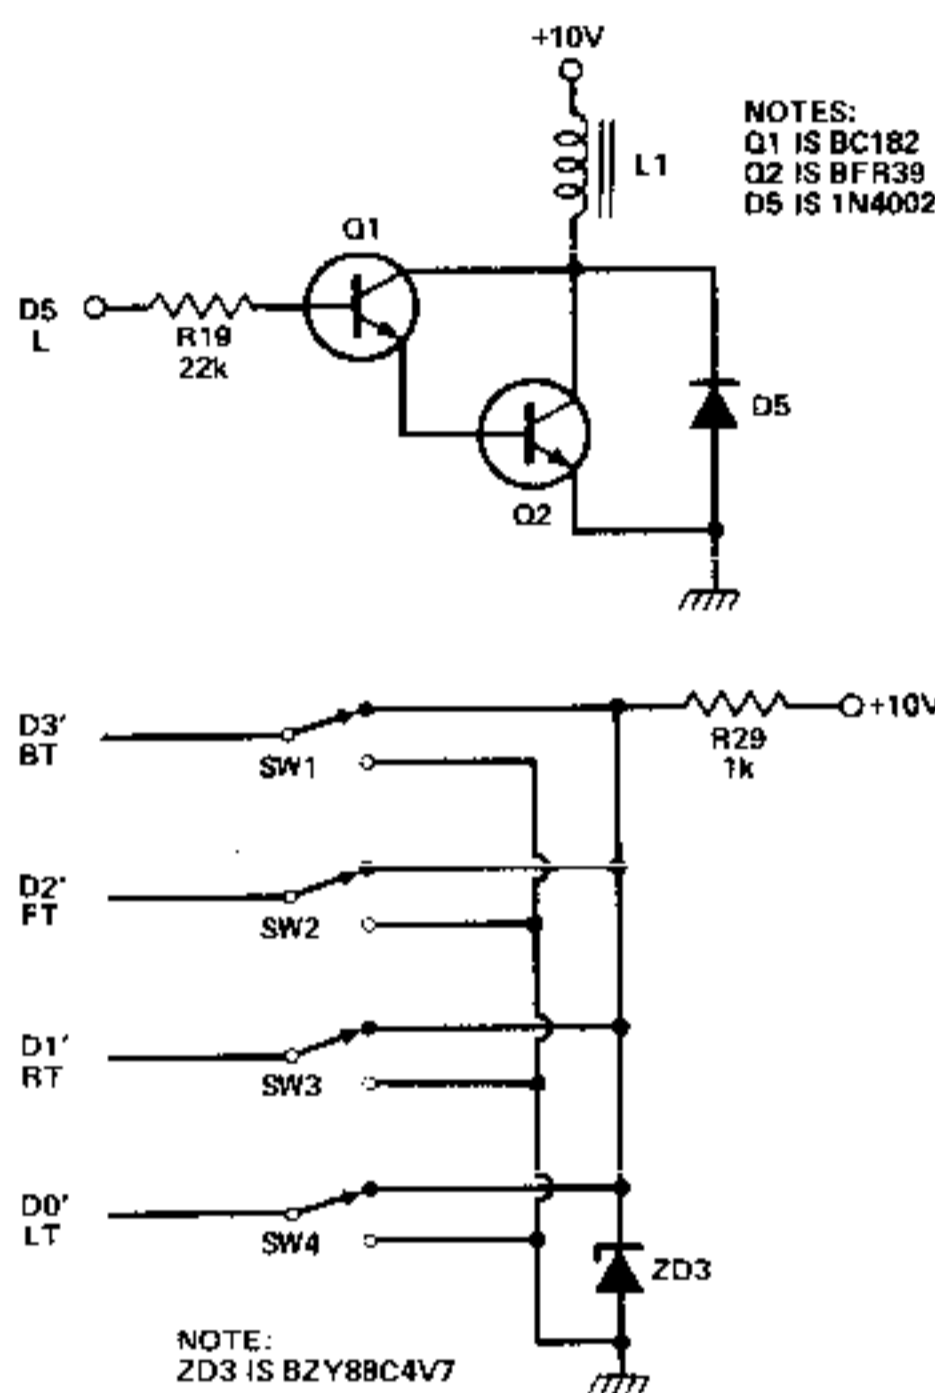 +10V
NOTES:
Q1 IS BC182
Q2 IS BFR39
D5 IS 1N4002
L1
Q1
D5
L
R19
22k
D5
Q2
D3'
BT
SW1
R29
1k
+10V
D2'
FT
SW2
D1'
RT
SW3
D0'
LT
SW4
ZD3
NOTE:
ZD3 IS BZY88C4V7